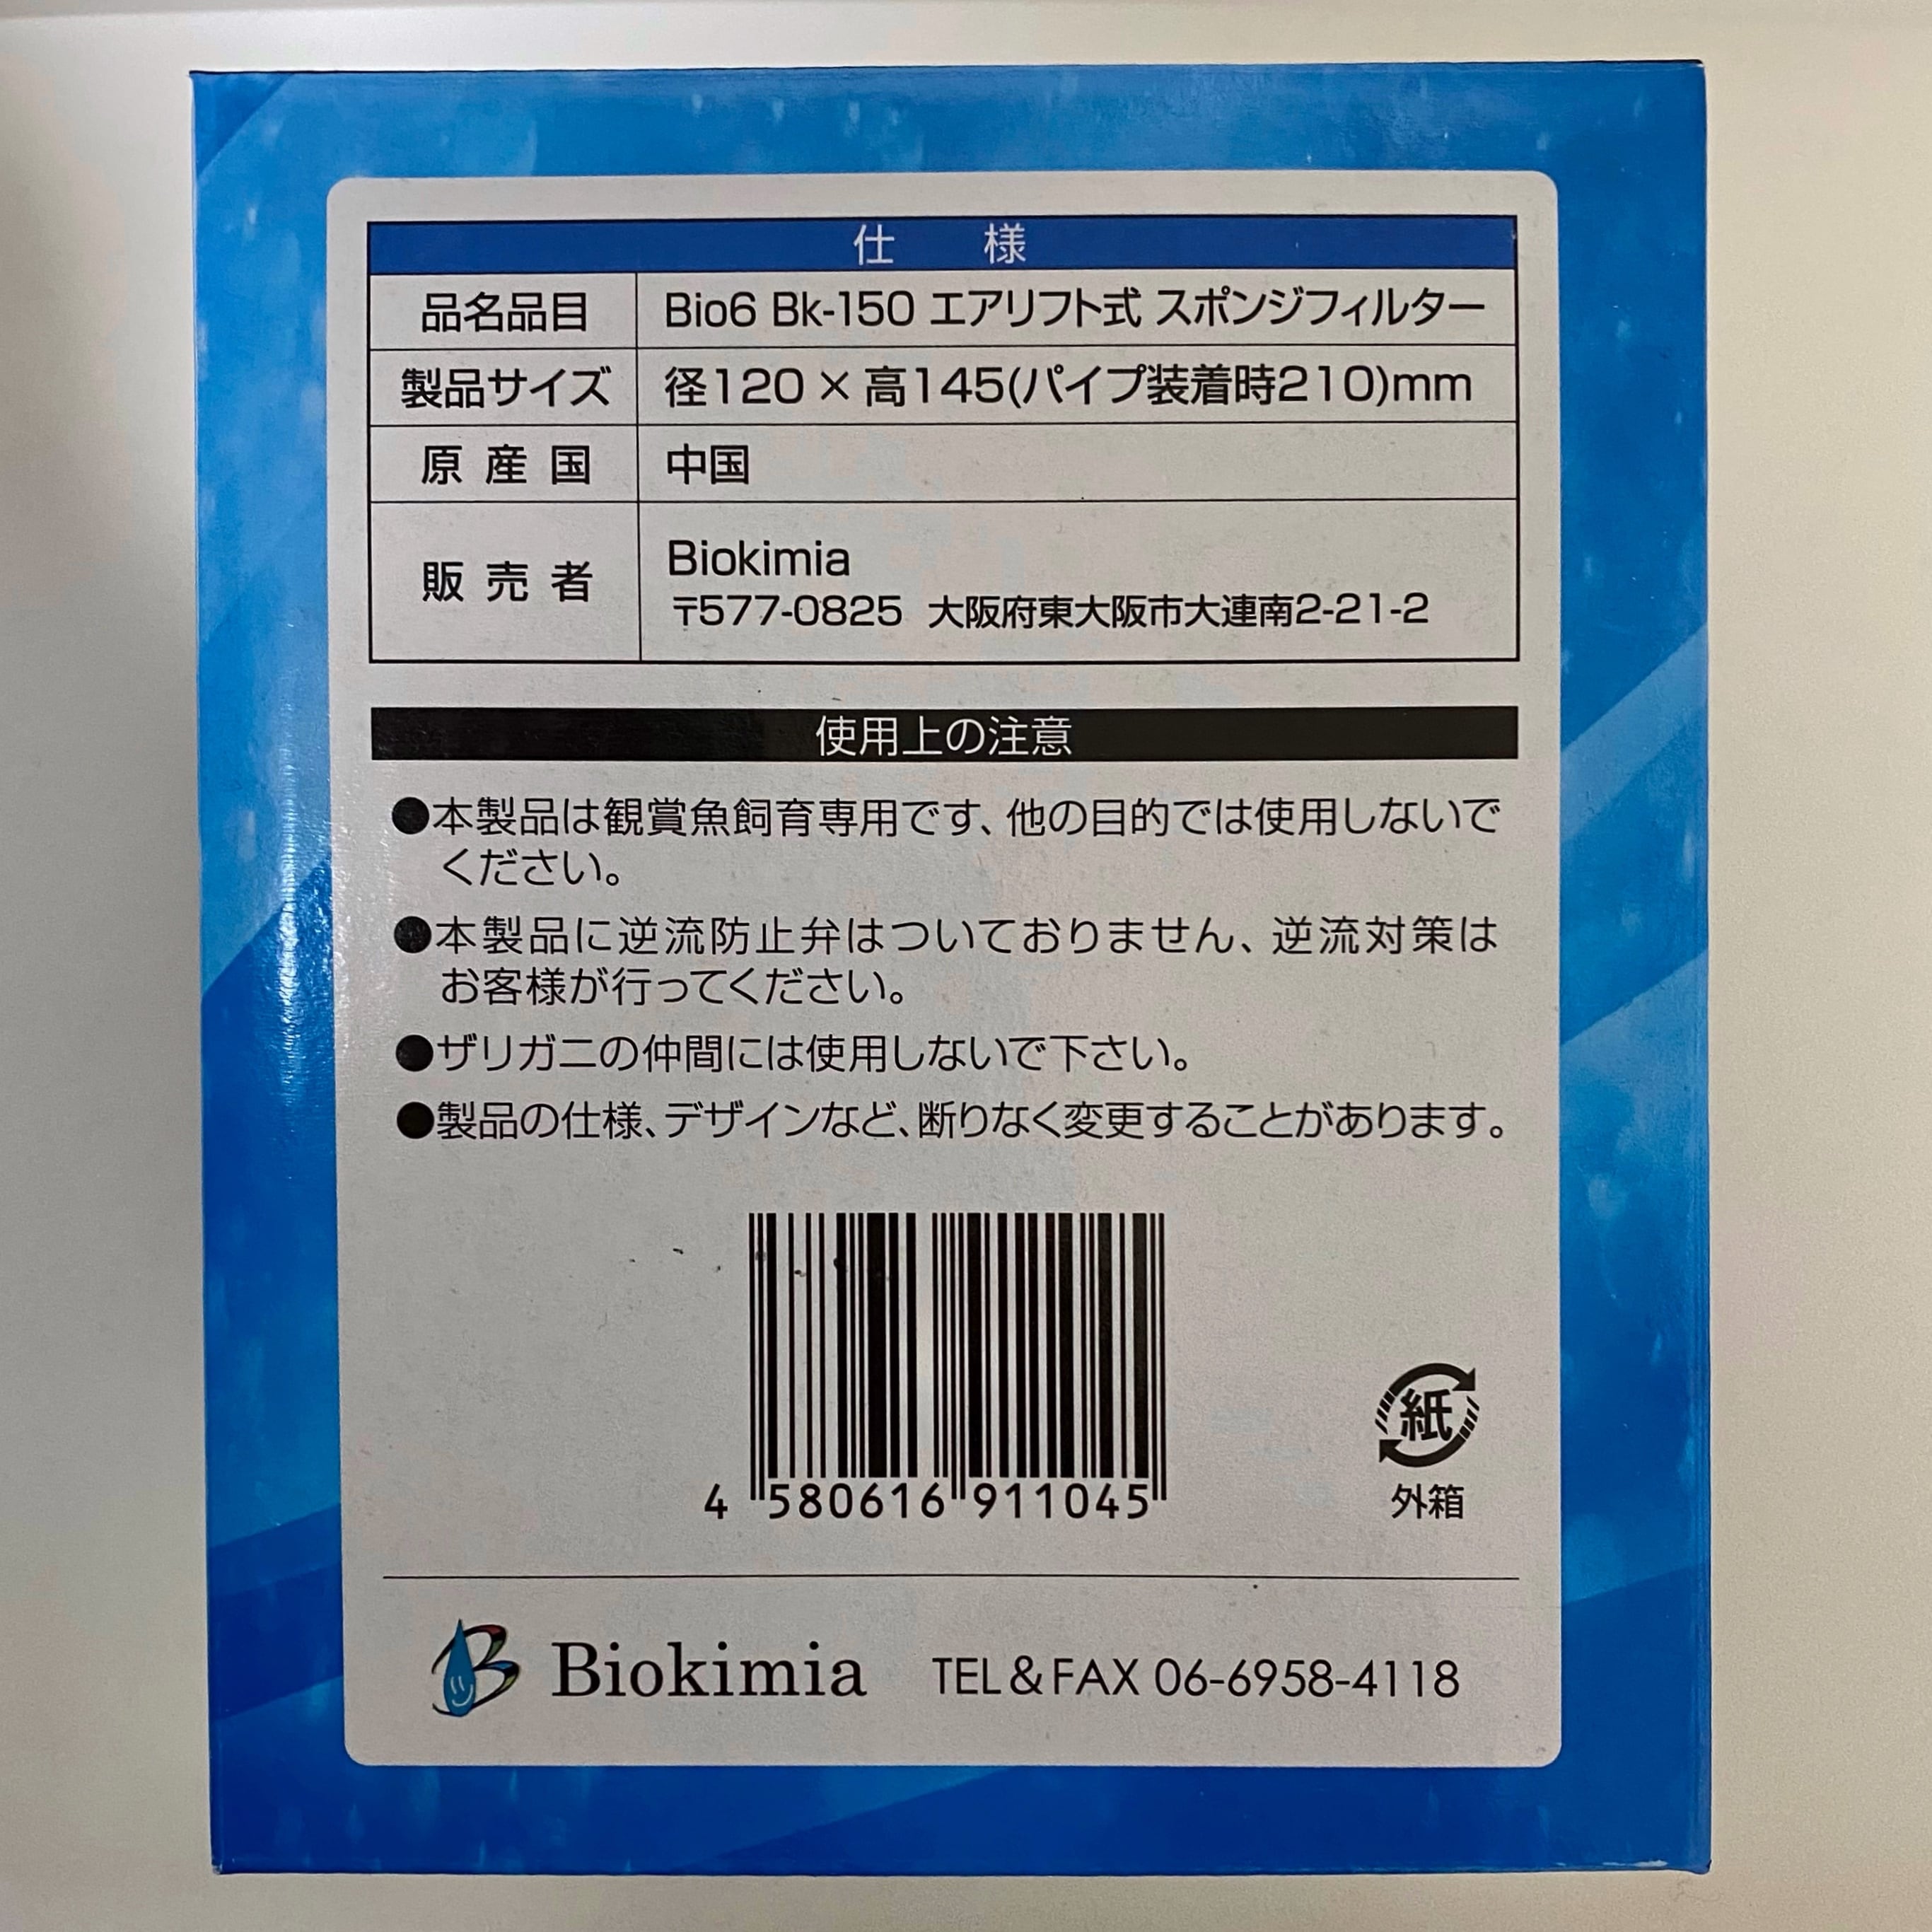 仕 様
品名品目 Bio6 Bk-150 エアリフト式 スポンジフィルター
製品サイズ 径120×高145(パイプ装着時210)mm
原産国 中国
販売者 Biokimia
〒577-0825 大阪府東大阪市大連南2-21-2
使用上の注意
●本製品は観賞魚飼育専用です、他の目的では使用しないで
ください。
●本製品に逆流防止弁はついておりません、逆流対策は
お客様が行ってください。
●ザリガニの仲間には使用しないで下さい。
●製品の仕様、デザインなど、断りなく変更することがあります。
4 580616 911045
紙
外箱
Biokimia TEL&FAX 06-6958-4118